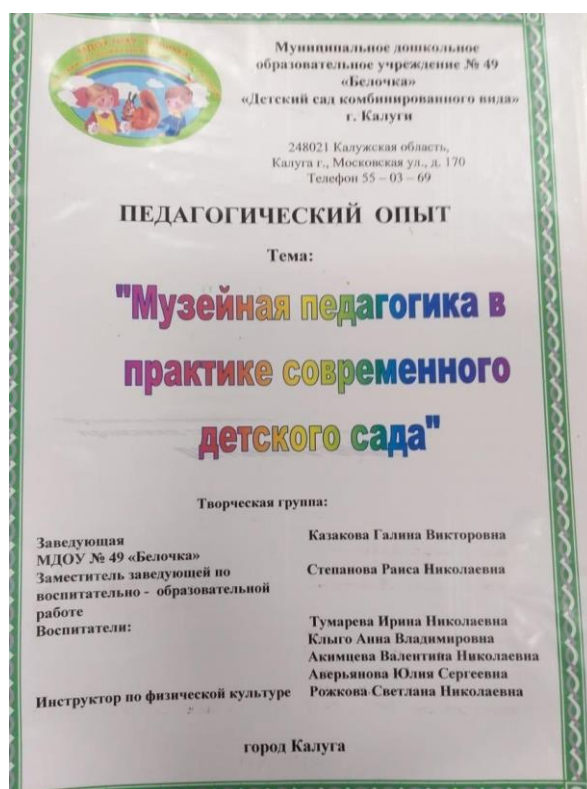 Муниципальное дошкольное
образовательное учреждение № 49
«Белочка»
«Детский сад комбинированного вида»
г. Калуги
248021 Калужская область,
Калуга г., Московская ул., д. 170
Телефон 55 – 03 – 69
ПЕДАГОГИЧЕСКИЙ ОПЫТ
Тема:
"Музейная педагогика в
практике современного
детского сада"
Творческая группа:
Заведующая Казакова Галина Викторовна
МДОУ № 49 «Белочка»
Заместитель заведующей по Степанова Раиса Николаевна
воспитательно - образовательной
работе
Воспитатели: Тумарева Ирина Николаевна
Клыго Анна Владимировна
Акимцева Валентина Николаевна
Аверьянова Юлия Сергеевна
Инструктор по физической культуре Рожкова Светлана Николаевна
город Калуга